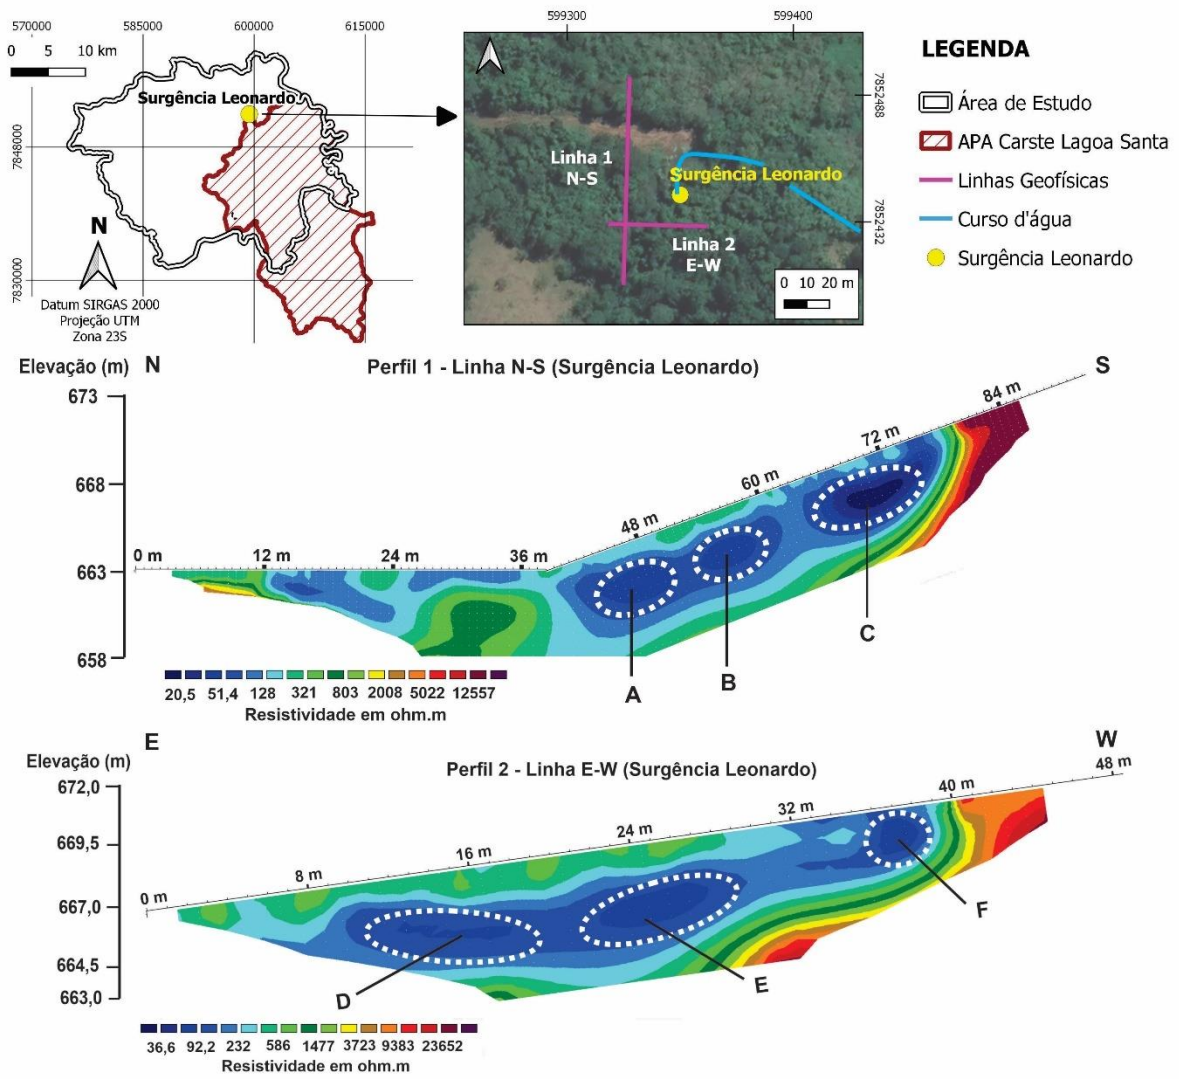 570000
585000
600000
615000
0 5 10 km
Surgência Leonardo
7848000
7830000
N
Datum SIRGAS 2000
Projeção UTM
Zona 23S
599300
599400
7852488
7852432
Linha 1
N-S
Surgência Leonardo
Linha 2
E-W
0 10 20 m
LEGENDA
Área de Estudo
APA Carste Lagoa Santa
Linhas Geofísicas
Curso d'água
Surgência Leonardo
Elevação (m)
N
Perfil 1 - Linha N-S (Surgência Leonardo)
S
673
668
663
658
0 m
12 m
24 m
36 m
48 m
60 m
72 m
84 m
A
B
C
20,5 51,4 128 321 803 2008 5022 12557
Resistividade em ohm.m
E
W
Elevação (m)
Perfil 2 - Linha E-W (Surgência Leonardo)
672,0
669,5
667,0
664,5
663,0
0 m
8 m
16 m
24 m
32 m
40 m
48 m
D
E
F
36,6 92,2 232 586 1477 3723 9383 23652
Resistividade em ohm.m